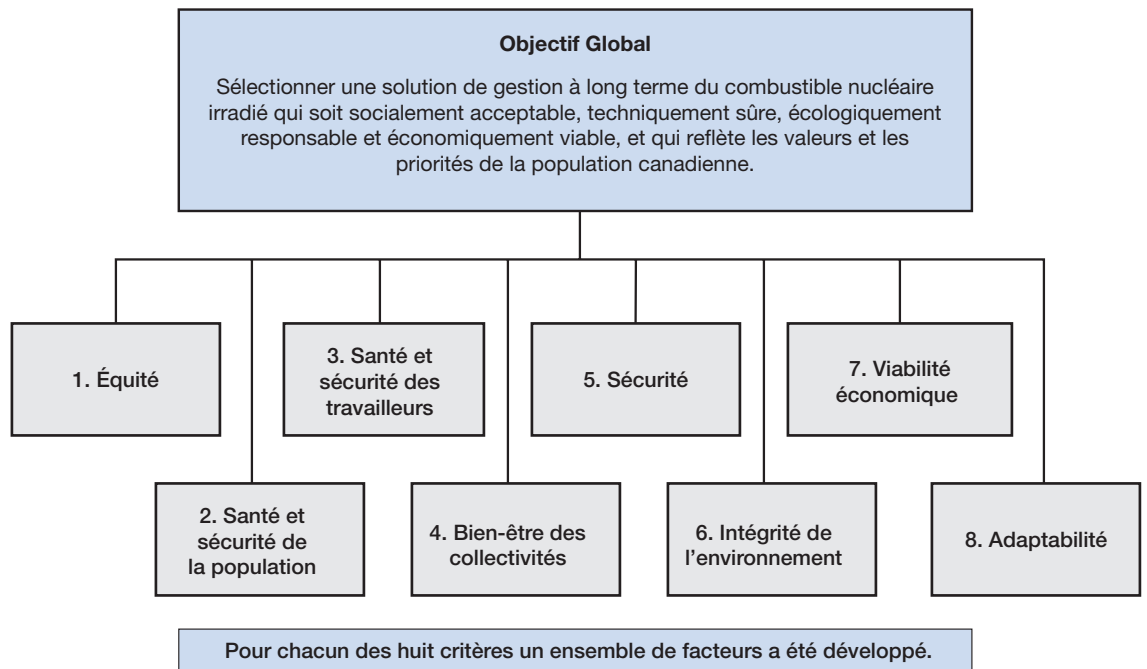 Objectif Global
Sélectionner une solution de gestion à long terme du combustible nucléaire
irradié qui soit socialement acceptable, techniquement sûre, écologiquement
responsable et économiquement viable, et qui reflète les valeurs et les
priorités de la population canadienne.
1. Équité
2. Santé et
sécurité de
la population
3. Santé et
sécurité des
travailleurs
4. Bien-être des
collectivités
5. Sécurité
6. Intégrité de
l’environnement
7. Viabilité
économique
8. Adaptabilité
Pour chacun des huit critères un ensemble de facteurs a été développé.